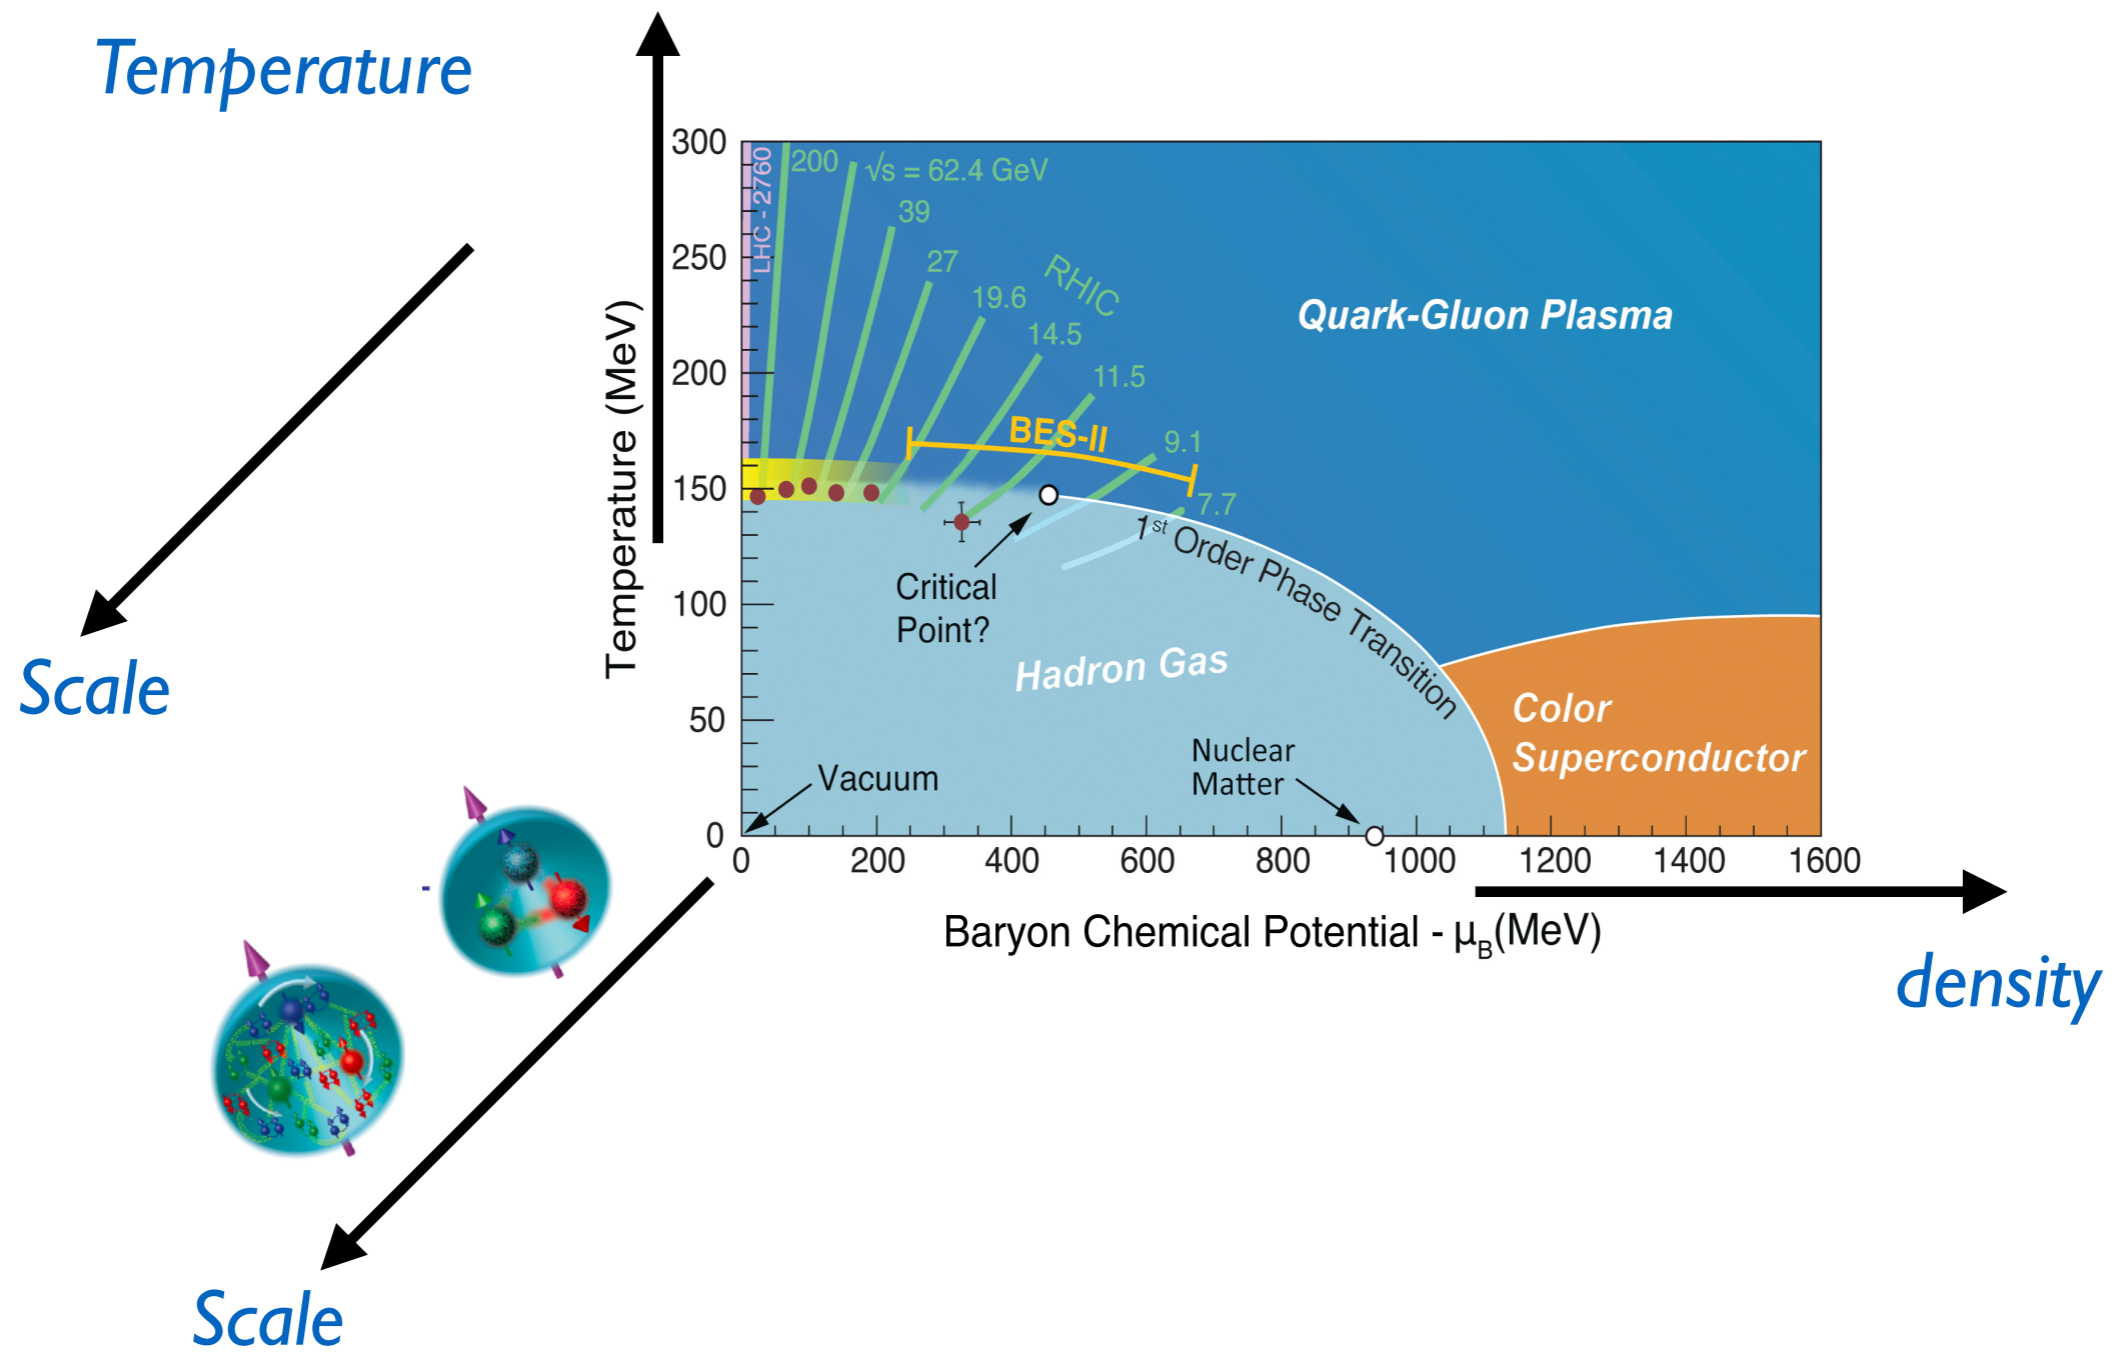 Temperature
300
250
200
150
100
50
0
Temperature (MeV)
LHC - 2760
200
√s = 62.4 GeV
39
27
19.6
14.5
11.5
9.1
7.7
RHIC
BES-II
Quark-Gluon Plasma
1st Order Phase Transition
Critical
Point?
Hadron Gas
Color
Superconductor
Nuclear
Matter
Vacuum
0 200 400 600 800 1000 1200 1400 1600
Baryon Chemical Potential - μB(MeV)
density
Scale
-
Scale